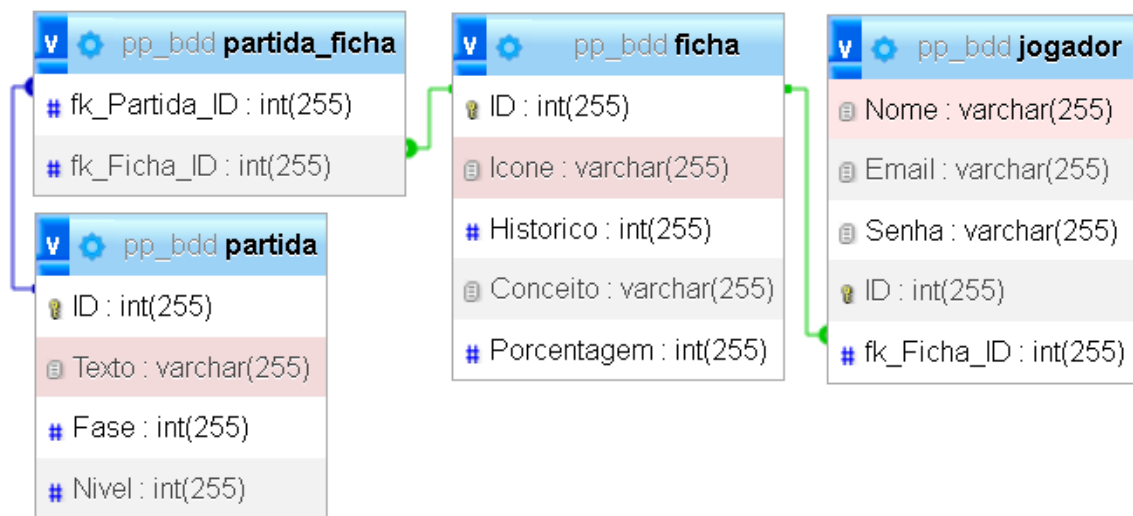 pp_bdd partida_ficha
fk_Partida_ID : int(255)
fk_Ficha_ID : int(255)
v pp_bdd partida
ID : int(255)
Texto : varchar(255)
Fase : int(255)
Nivel : int(255)
v pp_bdd ficha
ID : int(255)
Icone : varchar(255)
Historico : int(255)
Conceito : varchar(255)
Porcentagem : int(255)
v pp_bdd jogador
Nome : varchar(255)
Email : varchar(255)
Senha : varchar(255)
ID : int(255)
fk_Ficha_ID : int(255)